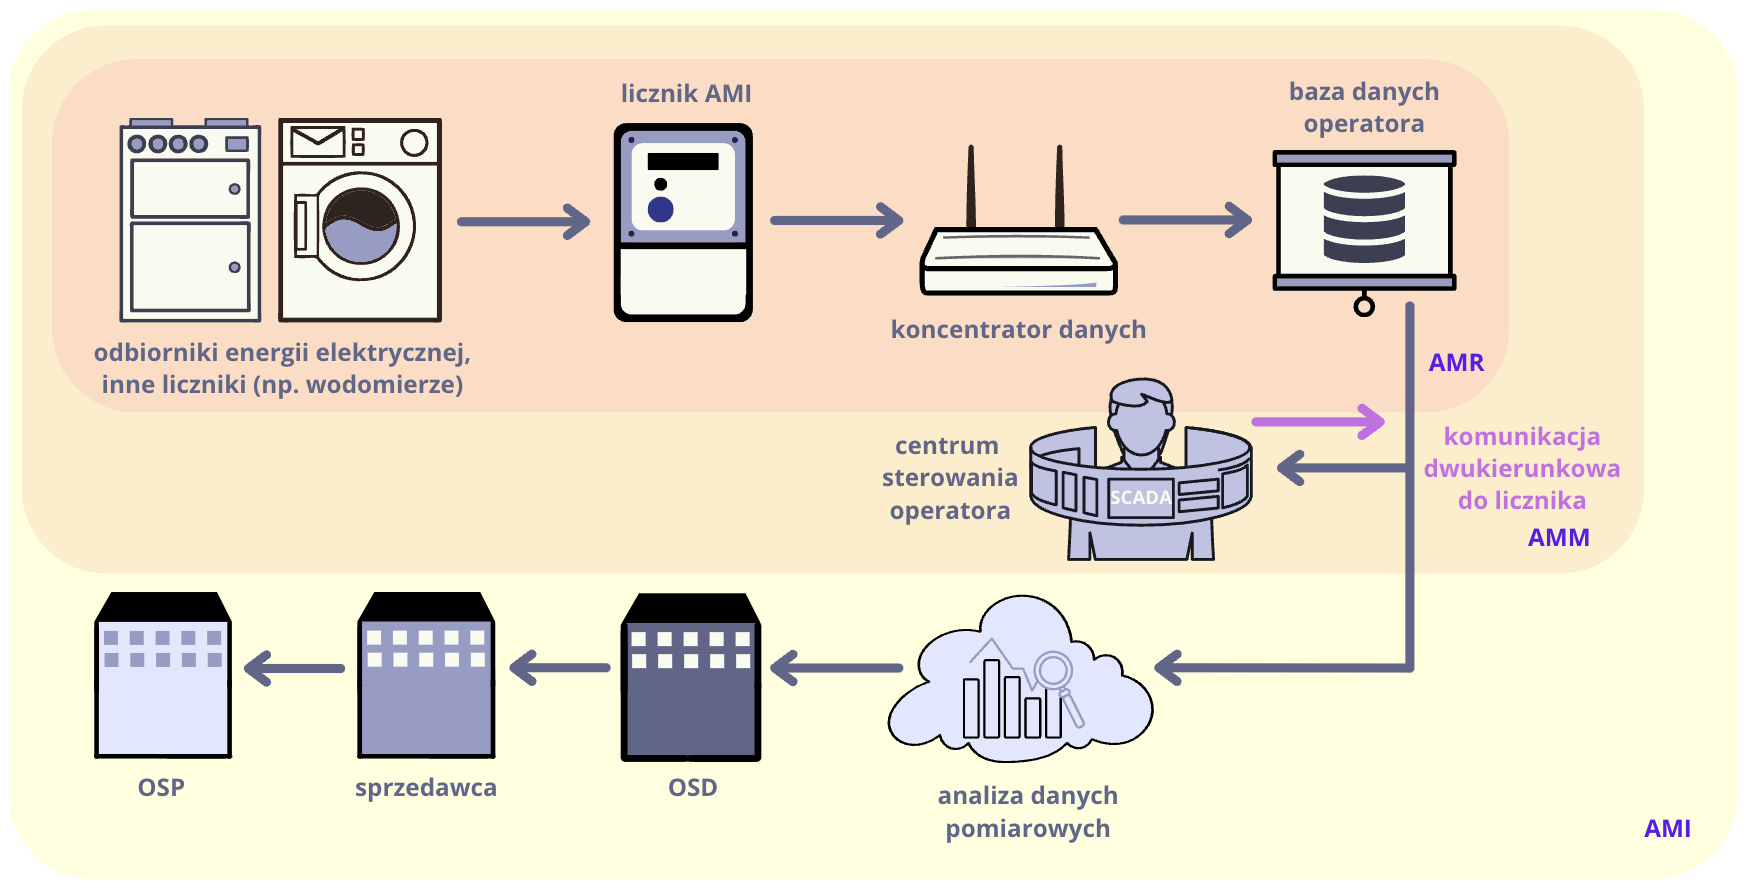 licznik AMI
baza danych
operatora
odbiorniki energii elektrycznej,
inne liczniki (np. wodomierze)
koncentrator danych
AMR
centrum
sterowania
operatora
SCADA
komunikacja
dwukierunkowa
do licznika
AMM
OSP
sprzedawca
OSD
analiza danych
pomiarowych
AMI